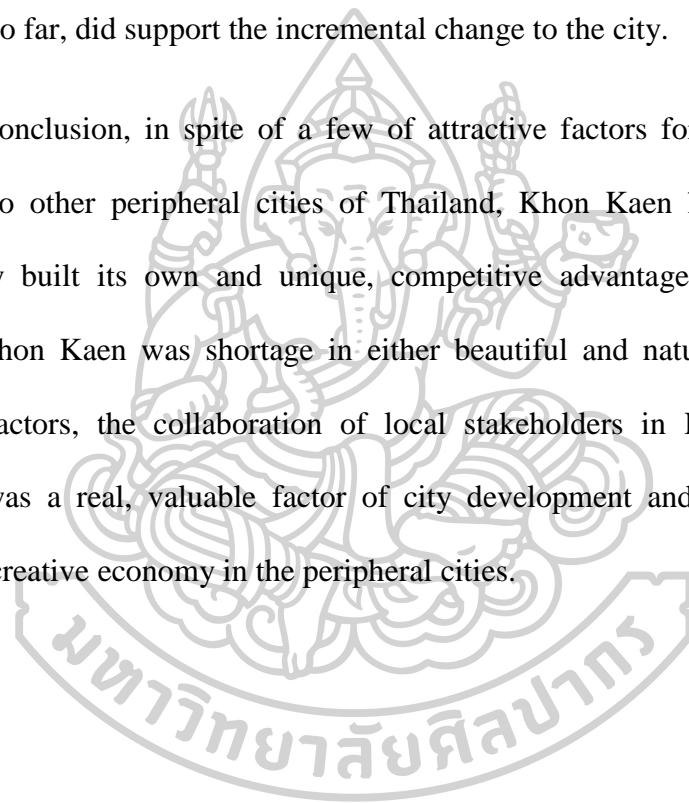 o far, did support the incremental change to the city.
onclusion, in spite of a few of attractive factors for
o other peripheral cities of Thailand, Khon Kaen
built its own and unique, competitive advantage
hon Kaen was shortage in either beautiful and natu
actors, the collaboration of local stakeholders in
was a real, valuable factor of city development and
creative economy in the peripheral cities.
มหาวิทยาลัยศิลปากร